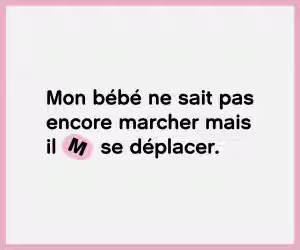 Mon bébé ne sait pas
encore marcher mais
il M se déplacer.